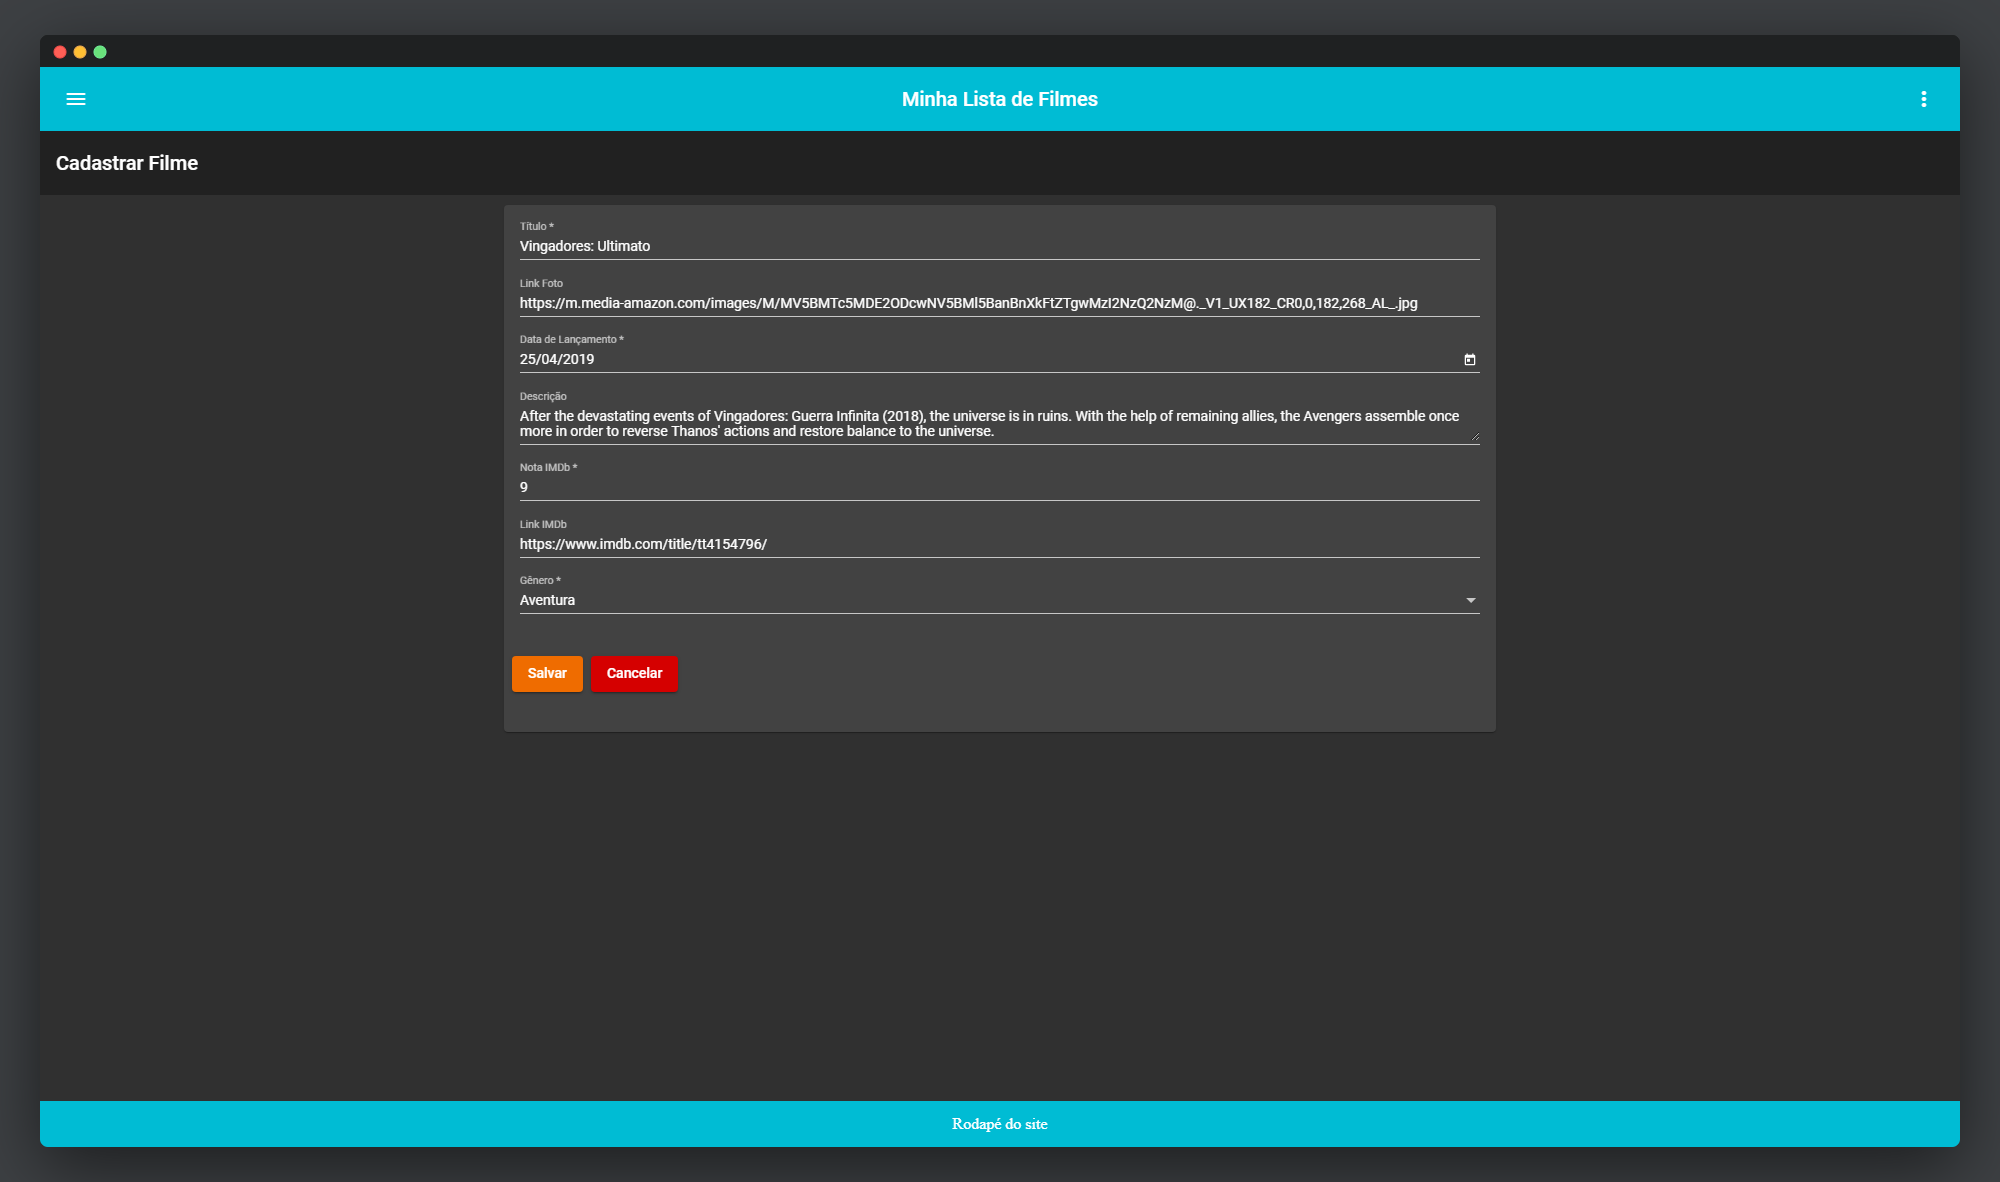 Minha Lista de Filmes
Cadastrar Filme
Título *
Vingadores: Ultimato
Link Foto
https://m.media-amazon.com/images/M/MV5BMTc5MDE2ODcwNV5BMl5BanBnXkFtZTgwMzI2NzQ2NzM@._V1_UX182_CR0,0,182,268_AL_.jpg
Data de Lançamento *
25/04/2019
Descrição
After the devastating events of Vingadores: Guerra Infinita (2018), the universe is in ruins. With the help of remaining allies, the Avengers assemble once
more in order to reverse Thanos' actions and restore balance to the universe.
Nota IMDb *
9
Link IMDb
https://www.imdb.com/title/tt4154796/
Gênero *
Aventura
Salvar Cancelar
Rodapé do site